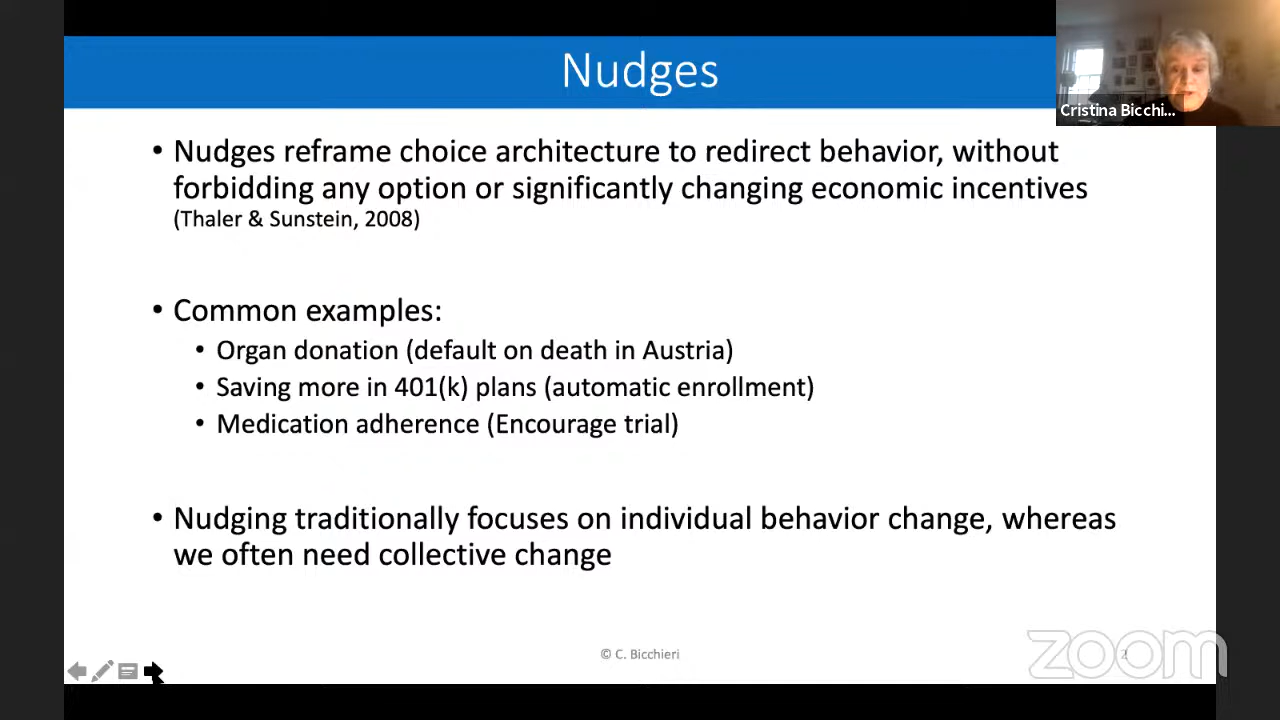 Nudges
Cristina Bicchi...
• Nudges reframe choice architecture to redirect behavior, without
forbidding any option or significantly changing economic incentives
(Thaler & Sunstein, 2008)
• Common examples:
• Organ donation (default on death in Austria)
• Saving more in 401(k) plans (automatic enrollment)
• Medication adherence (Encourage trial)
• Nudging traditionally focuses on individual behavior change, whereas
we often need collective change
© C. Bicchieri
2
zoom